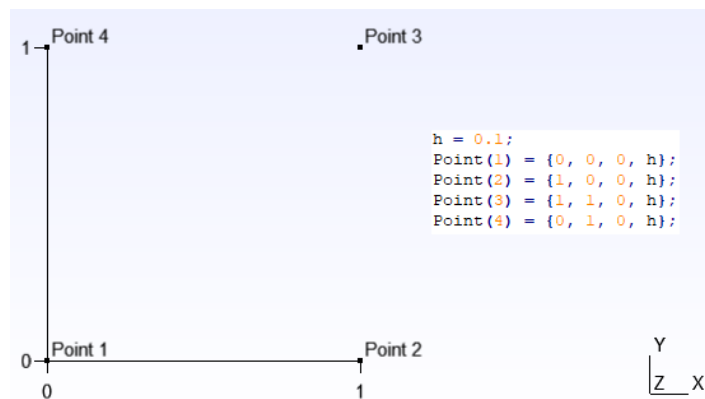 Point 4
Point 3
1
h = 0.1;
Point(1) = {0, 0, 0, h};
Point(2) = {1, 0, 0, h};
Point(3) = {1, 1, 0, h};
Point(4) = {0, 1, 0, h};
Point 1
Point 2
0
0
1
Y
Z X